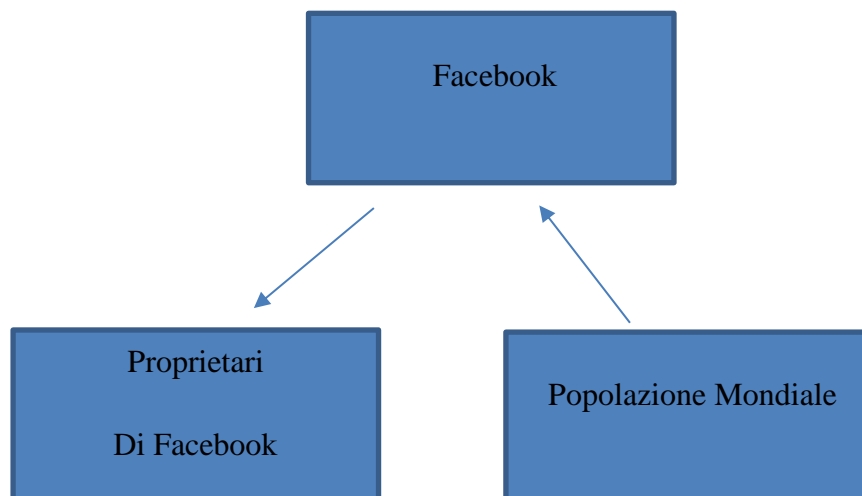 Facebook
Proprietari
Di Facebook
Popolazione Mondiale